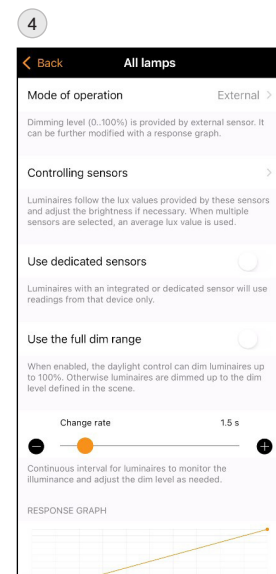 4
Back All lamps
Mode of operation External
Dimming level (0..100%) is provided by external sensor. It
can be further modified with a response graph.
Controlling sensors
Luminaires follow the lux values provided by these sensors
and adjust the brightness if necessary. When multiple
sensors are selected, an average lux value is used.
Use dedicated sensors
Luminaires with an integrated or dedicated sensor will use
readings from that device only.
Use the full dim range
When enabled, the daylight control can dim luminaires up
to 100%. Otherwise luminaires are dimmed up to the dim
level defined in the scene.
Change rate 1.5 s
Continuous interval for luminaires to monitor the
illuminance and adjust the dim level as needed.
RESPONSE GRAPH